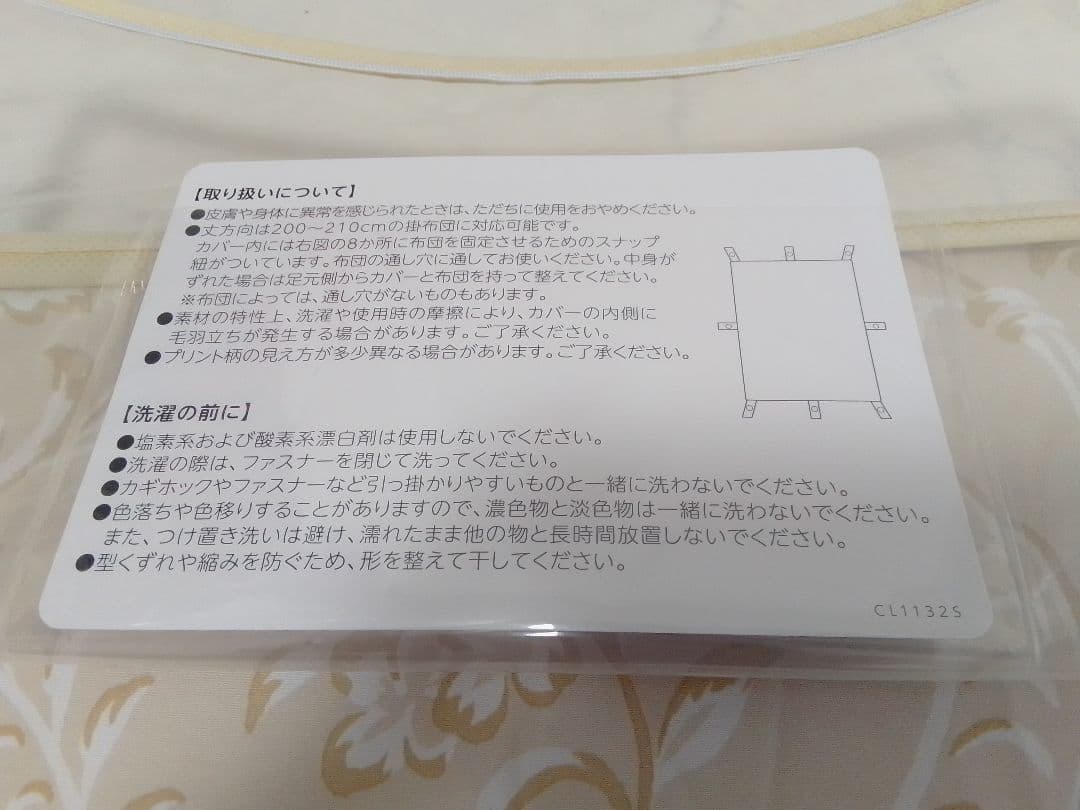 【取り扱いについて】
●皮膚や身体に異常を感じられたときは、ただちに使用をおやめください。
●丈方向は200～210cmの掛布団に対応可能です。
カバー内には右図の8か所に布団を固定させるためのスナップ
紐がついています。布団の通し穴に通してお使いください。中身が
ずれた場合は足元側からカバーと布団を持って整えてください。
※布団によっては、通し穴がないものもあります。
●素材の特性上、洗濯や使用時の摩擦により、カバーの内側に
毛羽立ちが発生する場合があります。ご了承ください。
●プリント柄の見え方が多少異なる場合があります。ご了承ください。
【洗濯の前に】
●塩素系および酸素系漂白剤は使用しないでください。
●洗濯の際は、ファスナーを閉じて洗ってください。
●カギホックやファスナーなど引っ掛かりやすいものと一緒に洗わないでください。
●色落ちや色移りすることがありますので、濃色物と淡色物は一緒に洗わないでください。
また、つけ置き洗いは避け、濡れたまま他の物と長時間放置しないでください。
●型くずれや縮みを防ぐため、形を整えて干してください。
CL1132S